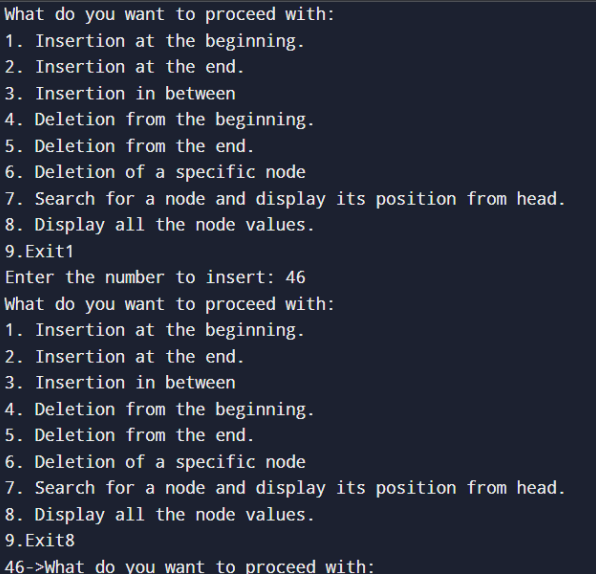 What do you want to proceed with:
1. Insertion at the beginning.
2. Insertion at the end.
3. Insertion in between
4. Deletion from the beginning.
5. Deletion from the end.
6. Deletion of a specific node
7. Search for a node and display its position from head.
8. Display all the node values.
9.Exit1
Enter the number to insert: 46
What do you want to proceed with:
1. Insertion at the beginning.
2. Insertion at the end.
3. Insertion in between
4. Deletion from the beginning.
5. Deletion from the end.
6. Deletion of a specific node
7. Search for a node and display its position from head.
8. Display all the node values.
9.Exit8
46->What do you want to proceed with: